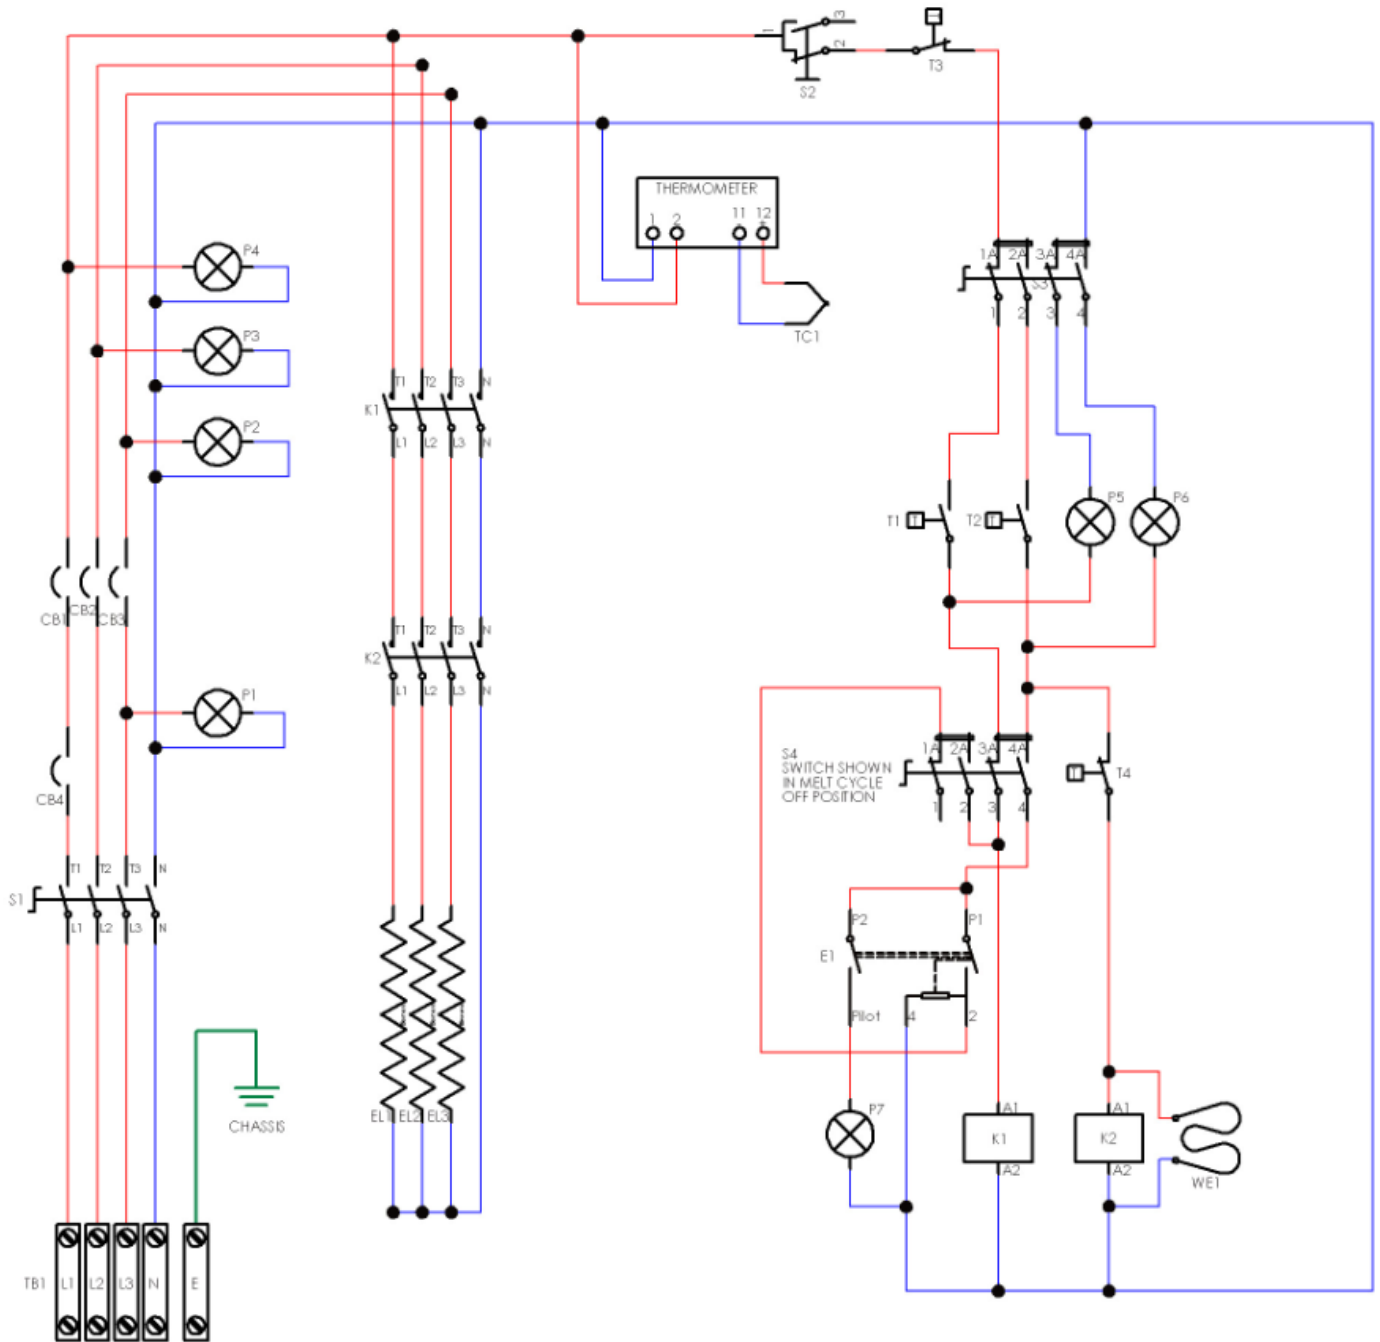 1
3
2
S2
T3
THERMOMETER
1 2 11 12
- +
TC1
P4
P3
P2
1A 2A 3A 4A
S3
1 2 3 4
T1 T2 T3 N
K1
L1 L2 L3 N
T1 T T2 T P5 P6
CB1 CB2 CB3
T1 T2 T3 N
K2
L1 L2 L3 N
P1
CB4
S4
SWITCH SHOWN
IN MELT CYCLE
OFF POSITION
1A 2A 3A 4A
1 2 3 4
T T4
T1 T2 T3 N
S1
L1 L2 L3 N
P2 P1
E1
Pilot 4 2
CHASSIS
EL1 EL2 EL3
P7
A1 A1
K1 K2
A2 A2
WE1
TB1 L1 L2 L3 N E